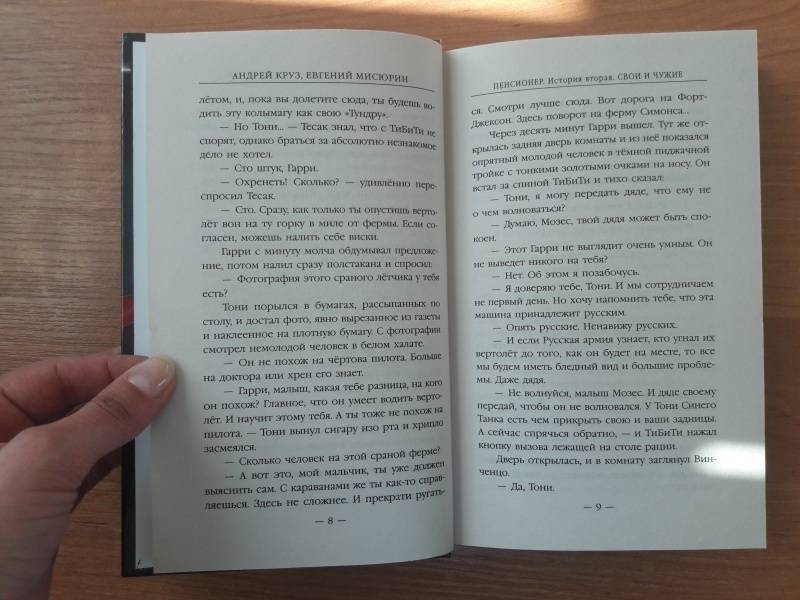 АНДРЕЙ КРУЗ, ЕВГЕНИЙ МИСЮРИН
лётом, и, пока вы долетите сюда, ты будешь водить
эту колымагу как свою «Тундру».
— Но Тони... — Тесак знал, что с ТиБиТи не
спорят, однако браться за абсолютно незнакомое
дело не хотел.
— Сто штук, Гарри.
— Охренеть! Сколько? — удивлённо пере-
спросил Тесак.
— Сто. Сразу, как только ты опустишь верто-
лёт вон на ту горку в миле от фермы. Если со-
гласен, можешь налить себе виски.
Гарри с минуту молча обдумывал предложе-
ние, потом налил сразу полстакана и спросил:
— Фотография этого сраного лётчика у тебя
есть?
Тони порылся в бумагах, рассыпанных по
столу, и достал фото, явно вырезанное из газеты
и наклеенное на плотную бумагу. С фотографии
смотрел немолодой человек в белом халате.
— Он не похож на чёртова пилота. Больше
на доктора или хрен его знает.
— Гарри, малыш, какая тебе разница, на кого
он похож? Главное, что он умеет водить верто-
лёт. И научит этому тебя. А ты тоже не похож на
пилота. — Тони вынул сигару изо рта и хрипло
засмеялся.
— Сколько человек на этой сраной ферме?
— А вот это, мой мальчик, ты уже должен
выяснить сам. С караванами же ты как-то справ-
ляешься. Здесь не сложнее. И прекрати ругать-
— 8 —
ПЕНСИОНЕР. История вторая. СВОИ И ЧУЖИЕ
ся. Смотри лучше сюда. Вот дорога на Форт-
Джексон. Здесь поворот на ферму Симонса...
Через десять минут Гарри вышел. Тут же от-
крылась задняя дверь комнаты и из неё показался
опрятный молодой человек в тёмной пиджачной
тройке с тонкими золотыми очками на носу. Он
встал за спиной ТиБиТи и тихо сказал:
— Тони, я могу передать дяде, что ему не
о чем волноваться?
— Думаю, Мозес, твой дядя может быть спо-
коен.
— Этот Гарри не выглядит очень умным. Он
не выведет никого на тебя?
— Нет. Об этом я позабочусь.
— Я доверяю тебе, Тони. И мы сотрудничаем
не первый день. Но хочу напомнить тебе, что эта
машина принадлежит русским.
— Опять русские. Ненавижу русских.
— И если Русская армия узнает, кто угнал их
вертолёт до того, как он будет на месте, то все
мы будем иметь бледный вид и большие пробле-
мы. Даже дядя.
— Не волнуйся, малыш Мозес. И дяде своему
передай, чтобы он не волновался. У Тони Синего
Танка есть чем прикрыть свою и ваши задницы.
А сейчас спрячься обратно, — и ТиБиТи нажал
кнопку вызова лежащей на столе рации.
Дверь открылась, и в комнату заглянул Вин-
ченцо.
— Да, Тони.
— 9 —